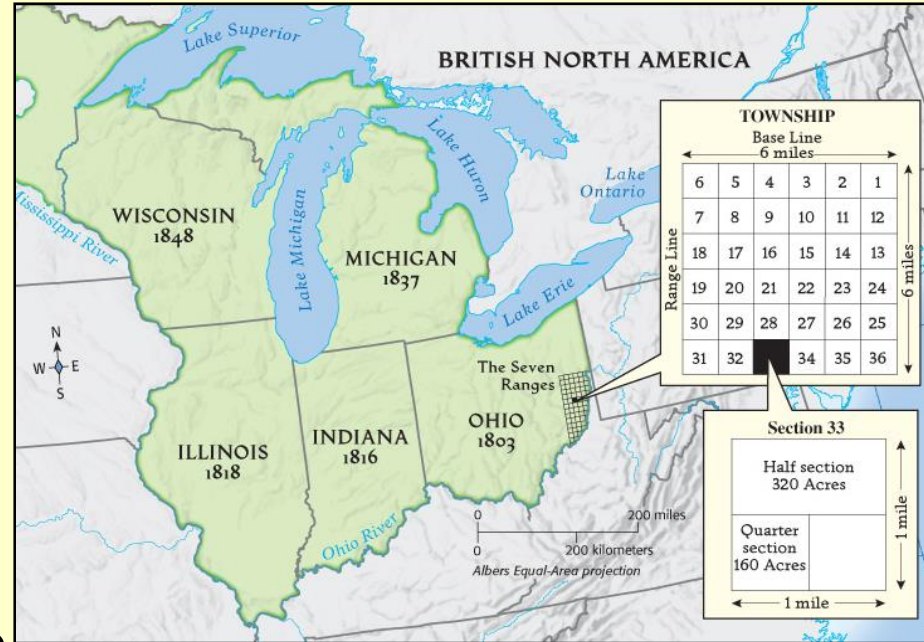 Lake Superior
BRITISH NORTH AMERICA
Lake Huron
Lake
Ontario
Mississippi River
WISCONSIN
1848
Lake Michigan
MICHIGAN
1837
Lake Erie
N
W E
S
The Seven
Ranges
ILLINOIS
1818
INDIANA
1816
OHIO
1803
Ohio River
0 200 miles
0 200 kilometers
Albers Equal-Area projection
TOWNSHIP
Base Line
6 miles
Range Line
6 miles
6 5 4 3 2 1
7 8 9 10 11 12
18 17 16 15 14 13
19 20 21 22 23 24
30 29 28 27 26 25
31 32 34 35 36
Section 33
Half section
320 Acres
Quarter
section
160 Acres
1 mile
1 mile